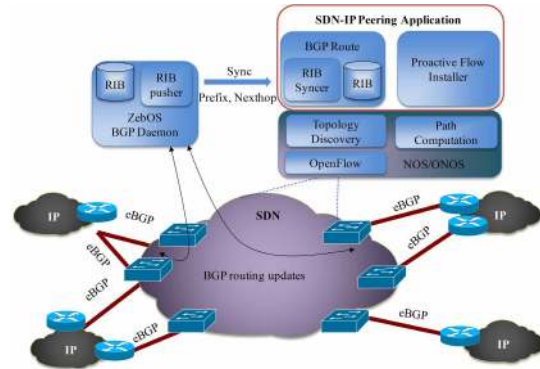 SDN-IP Peering Application
BGP Route
RIB
Syncer
RIB
Proactive Flow
Installer
RIB
RIB
pusher
ZebOS
BGP Daemon
Sync
Prefix, Nexthop
Topology
Discovery
Path
Computation
OpenFlow
NOS/ONOS
SDN
BGP routing updates
IP
eBGP
eBGP
eBGP
IP
eBGP
eBGP
IP
eBGP
eBGP
IP